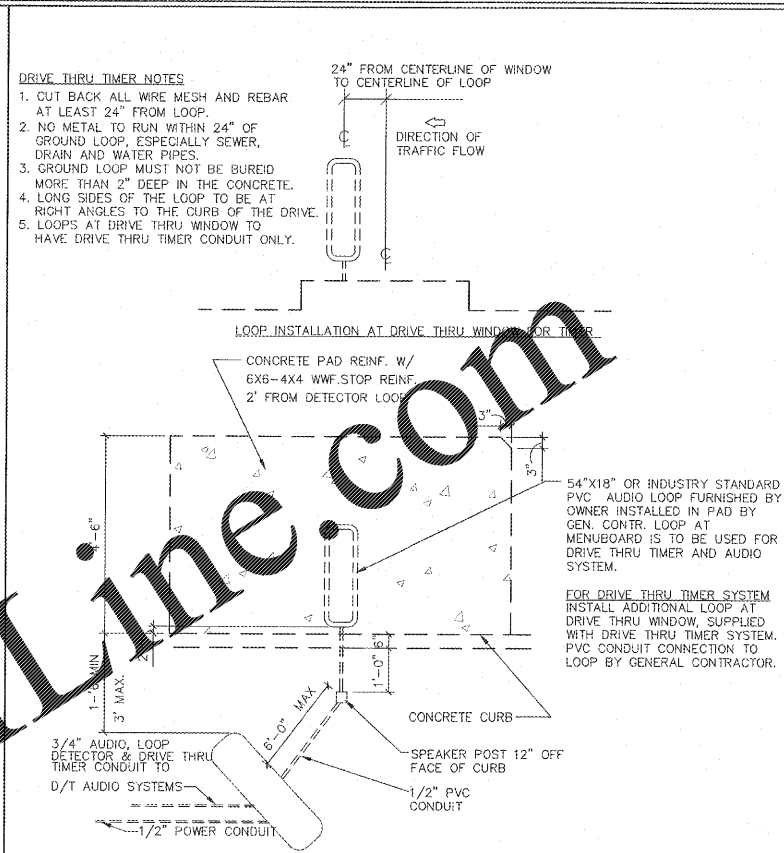 DRIVE THRU TIMER NOTES
1. CUT BACK ALL WIRE MESH AND REBAR
AT LEAST 24" FROM LOOP.
2. NO METAL TO RUN WITHIN 24" OF
GROUND LOOP, ESPECIALLY SEWER,
DRAIN AND WATER PIPES.
3. GROUND LOOP MUST NOT BE BUREID
MORE THAN 2" DEEP IN THE CONCRETE.
4. LONG SIDES OF THE LOOP TO BE AT
RIGHT ANGLES TO THE CURB OF THE DRIVE.
5. LOOPS AT DRIVE THRU WINDOW TO
HAVE DRIVE THRU TIMER CONDUIT ONLY.
24" FROM CENTERLINE OF WINDOW
TO CENTERLINE OF LOOP
DIRECTION OF
TRAFFIC FLOW
LOOP INSTALLATION AT DRIVE THRU WINDOW FOR TIMER
CONCRETE PAD REINF. W/
6X6-4X4 WWF.STOP REINF.
2' FROM DETECTOR LOOP
3"
3"
54"X18" OR INDUSTRY STANDARD
PVC AUDIO LOOP FURNISHED BY
OWNER INSTALLED IN PAD BY
GEN. CONTR. LOOP AT
MENUBOARD IS TO BE USED FOR
DRIVE THRU TIMER AND AUDIO
SYSTEM.
FOR DRIVE THRU TIMER SYSTEM
INSTALL ADDITIONAL LOOP AT
DRIVE THRU WINDOW, SUPPLIED
WITH DRIVE THRU TIMER SYSTEM.
PVC CONDUIT CONNECTION TO
LOOP BY GENERAL CONTRACTOR.
4-6"
MIN
3' MAX.
1'-0"
6"
6'-0" MAX
CONCRETE CURB
SPEAKER POST 12" OFF
FACE OF CURB
1/2" PVC
CONDUIT
3/4" AUDIO, LOOP
DETECTOR & DRIVE THRU
TIMER CONDUIT TO
D/T AUDIO SYSTEMS
1/2" POWER CONDUIT
Line.com